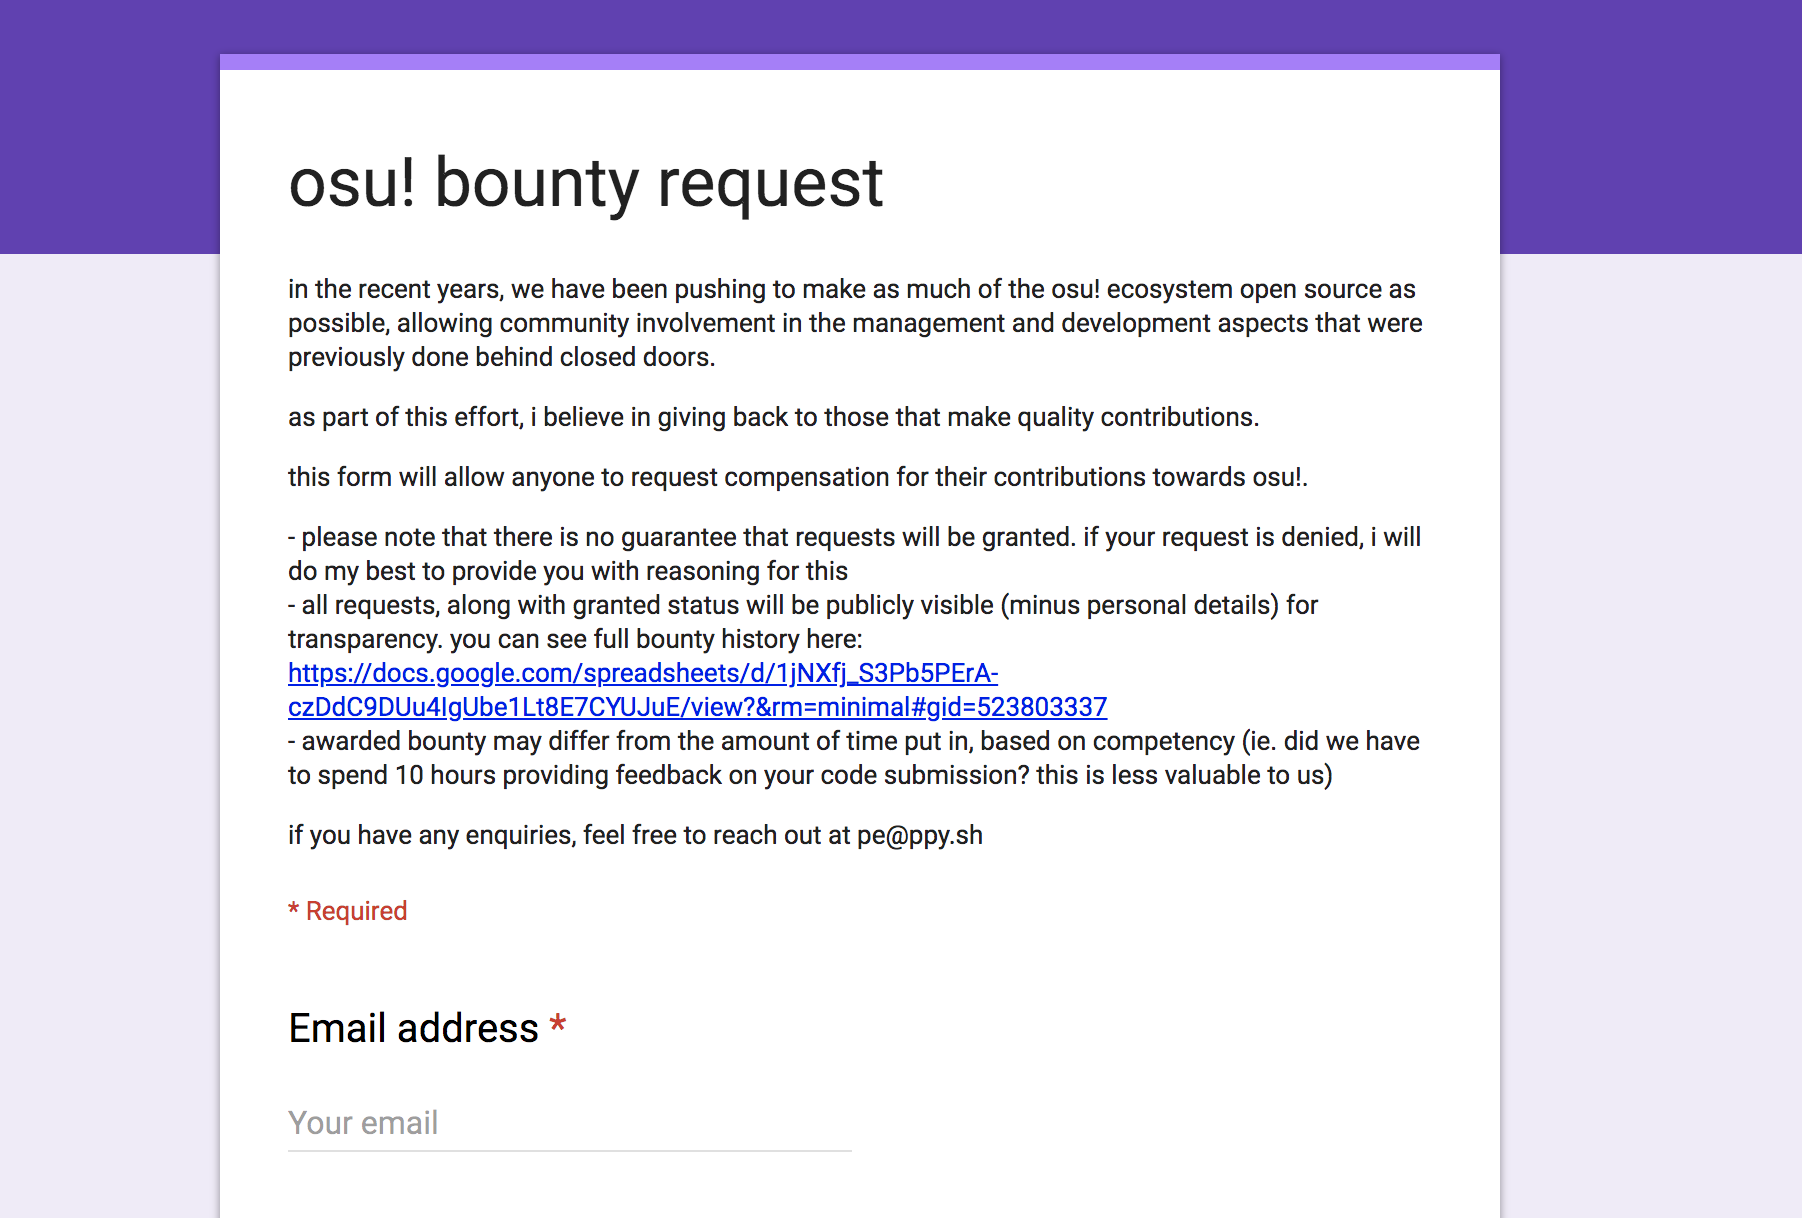 osu! bounty request
in the recent years, we have been pushing to make as much of the osu! ecosystem open source as
possible, allowing community involvement in the management and development aspects that were
previously done behind closed doors.
as part of this effort, i believe in giving back to those that make quality contributions.
this form will allow anyone to request compensation for their contributions towards osu!.
- please note that there is no guarantee that requests will be granted. if your request is denied, i will
do my best to provide you with reasoning for this
- all requests, along with granted status will be publicly visible (minus personal details) for
transparency. you can see full bounty history here:
https://docs.google.com/spreadsheets/d/1jNXfj_S3Pb5PErA-
czDdC9DUu4IgUbe1Lt8E7CYUJuE/view?&rm=minimal#gid=523803337
- awarded bounty may differ from the amount of time put in, based on competency (ie. did we have
to spend 10 hours providing feedback on your code submission? this is less valuable to us)
if you have any enquiries, feel free to reach out at pe@ppy.sh
* Required
Email address *
Your email